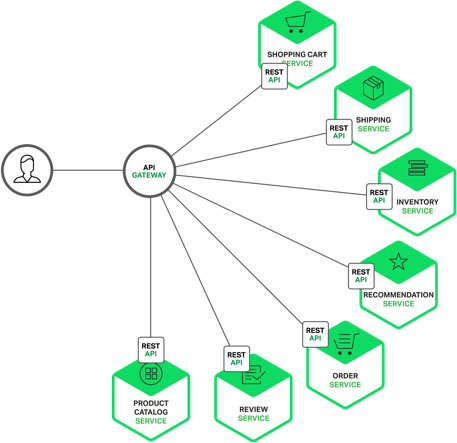 SHOPPING CART
SERVICE
REST
API
SHIPPING
SERVICE
REST
API
API
GATEWAY
INVENTORY
SERVICE
REST
API
RECOMMENDATION
SERVICE
REST
API
ORDER
SERVICE
REST
API
REVIEW
SERVICE
REST
API
PRODUCT
CATALOG
SERVICE
REST
API